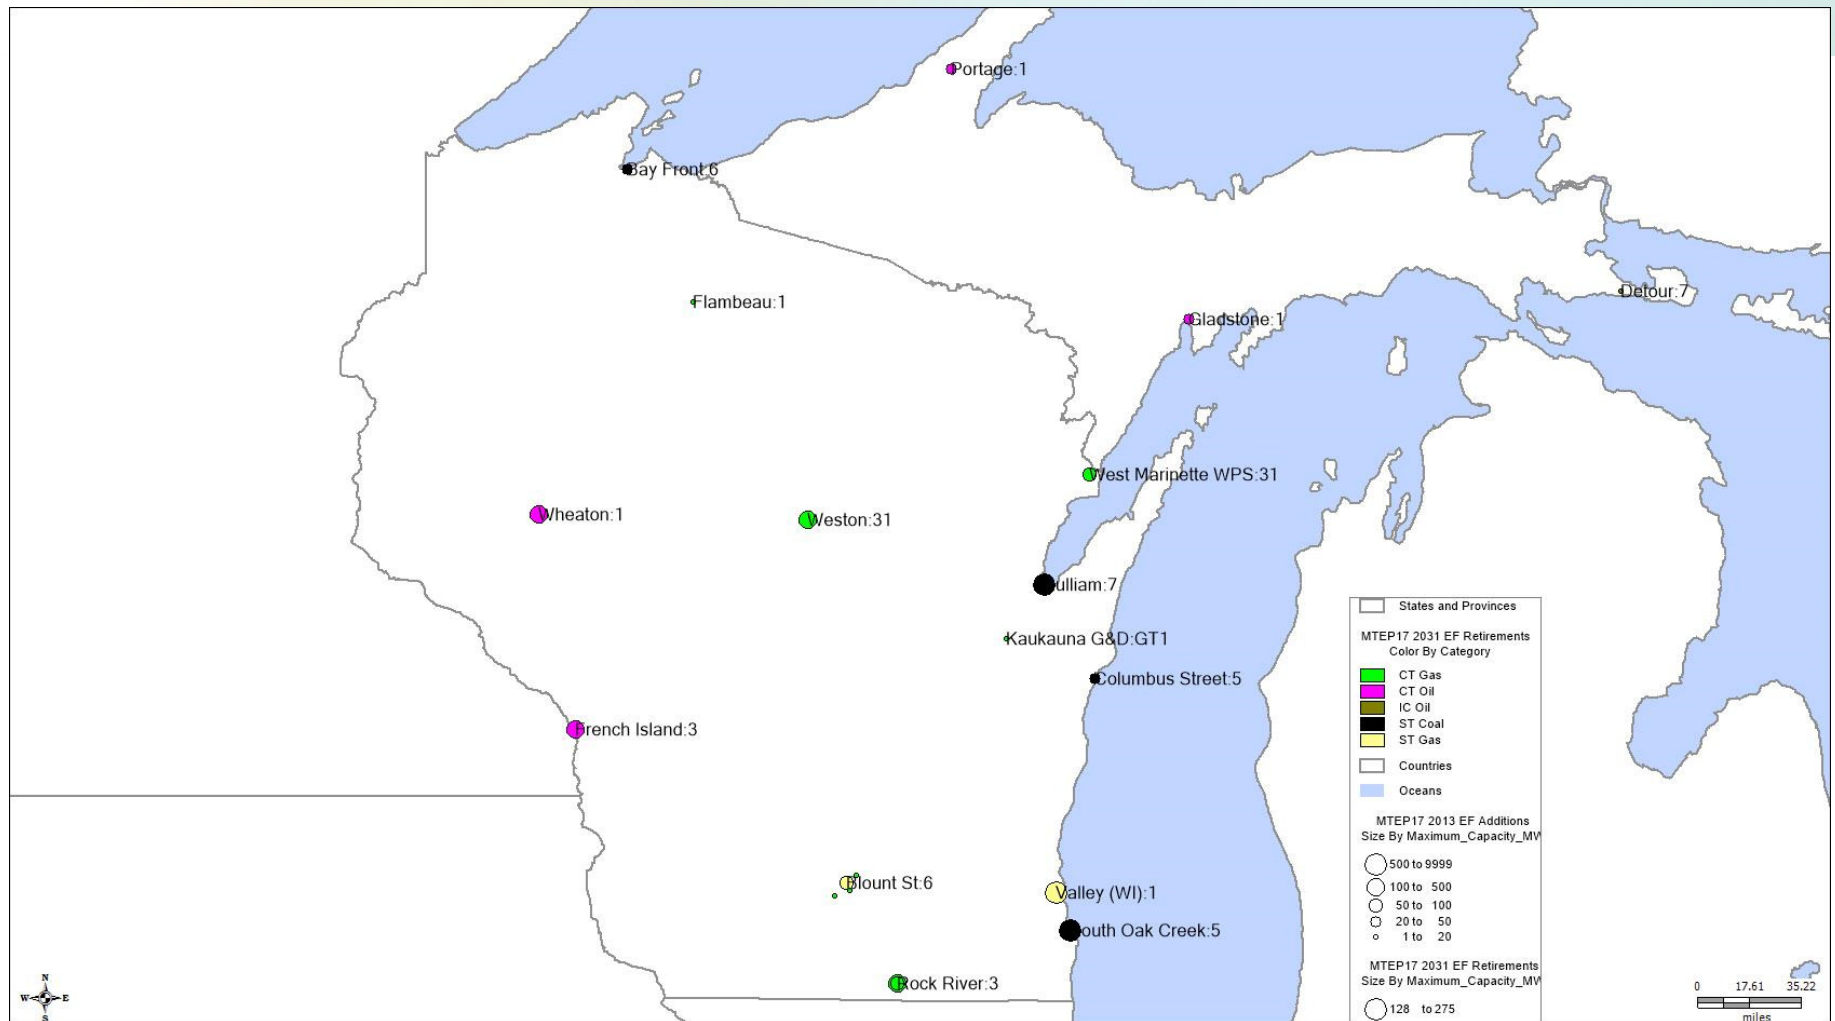 Portage:1
Bay Front:6
Flambeau:1
Detour:7
Gladstone:1
West Marinette WPS:31
Wheaton:1
Weston:31
ulliam:7
Kaukauna G&D:GT1
Columbus Street:5
French Island:3
Blount St:6
Valley (WI):1
outh Oak Creek:5
Rock River:3
States and Provinces
MTEP17 2031 EF Retirements
Color By Category
CT Gas
CT Oil
IC Oil
ST Coal
ST Gas
Countries
Oceans
MTEP17 2013 EF Additions
Size By Maximum_Capacity_MW
500 to 9999
100 to 500
50 to 100
20 to 50
1 to 20
MTEP17 2031 EF Retirements
Size By Maximum_Capacity_MW
128 to 275
N
W E
S
0 17.61 35.22
miles